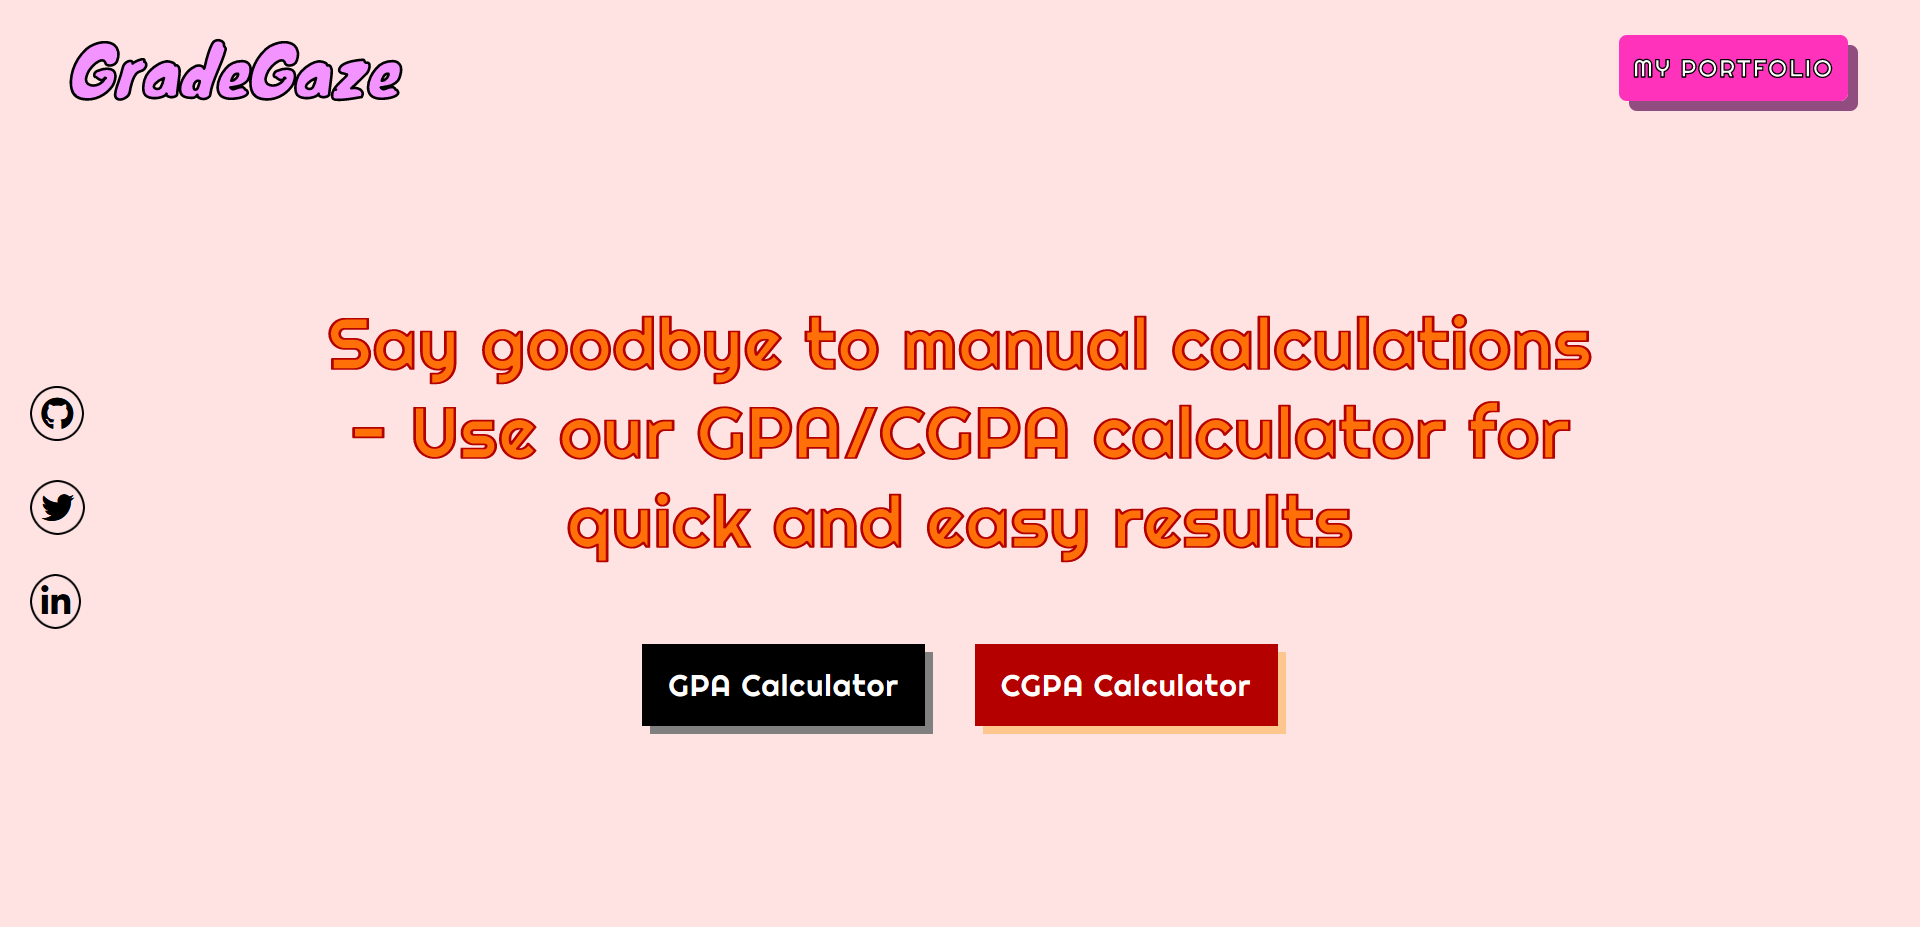 GradeGaze
MY PORTFOLIO
Say goodbye to manual calculations
- Use our GPA/CGPA calculator for
quick and easy results
in
GPA Calculator
CGPA Calculator